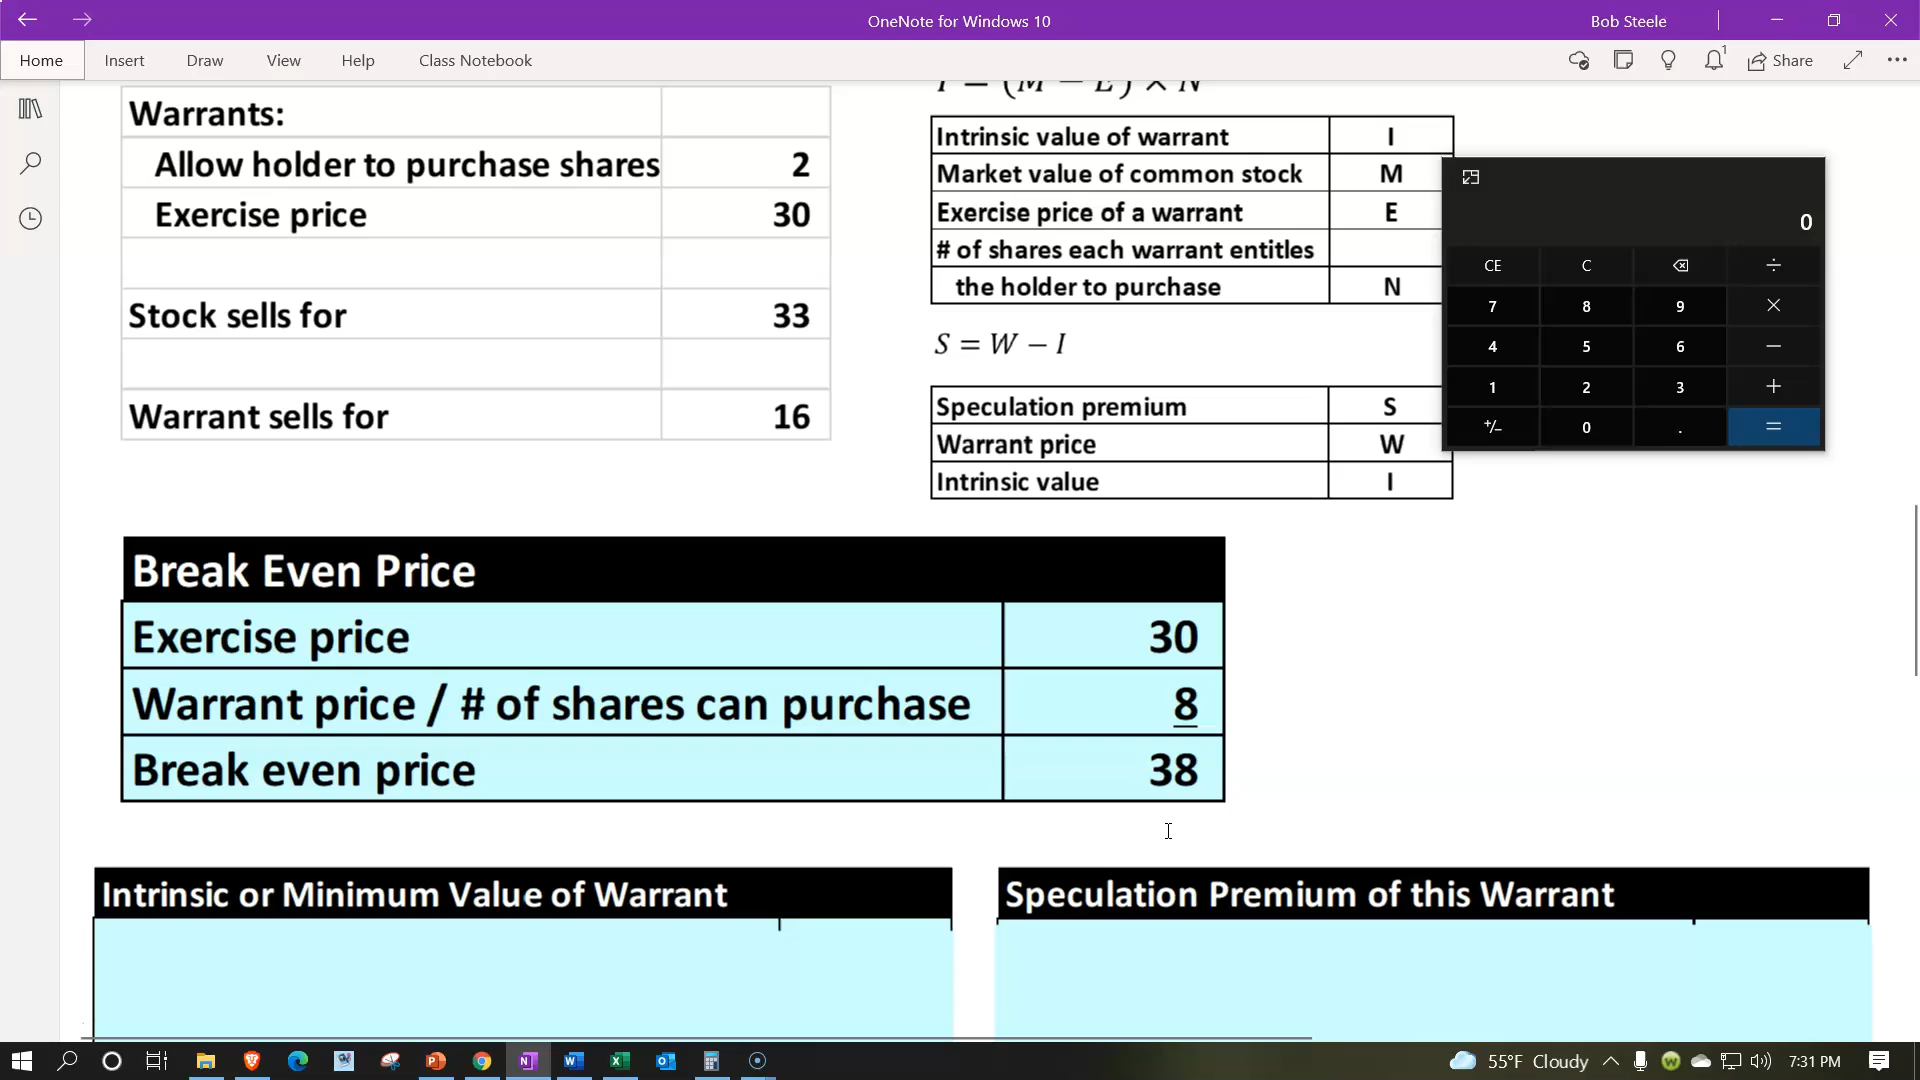 OneNote for Windows 10
Bob Steele
Home Insert Draw View Help Class Notebook
1
Share
Warrants:
Allow holder to purchase shares 2
Exercise price 30
Stock sells for 33
Warrant sells for 16
I = (M − E) × N
Intrinsic value of warrant I
Market value of common stock M
Exercise price of a warrant E
# of shares each warrant entitles
the holder to purchase N
S = W − I
Speculation premium S
Warrant price W
Intrinsic value I
0
CE C ÷
7 8 9 ×
4 5 6 −
1 2 3 +
+/− 0 . =
Break Even Price
Exercise price 30
Warrant price / # of shares can purchase 8
Break even price 38
Intrinsic or Minimum Value of Warrant
Speculation Premium of this Warrant
55°F Cloudy
7:31 PM